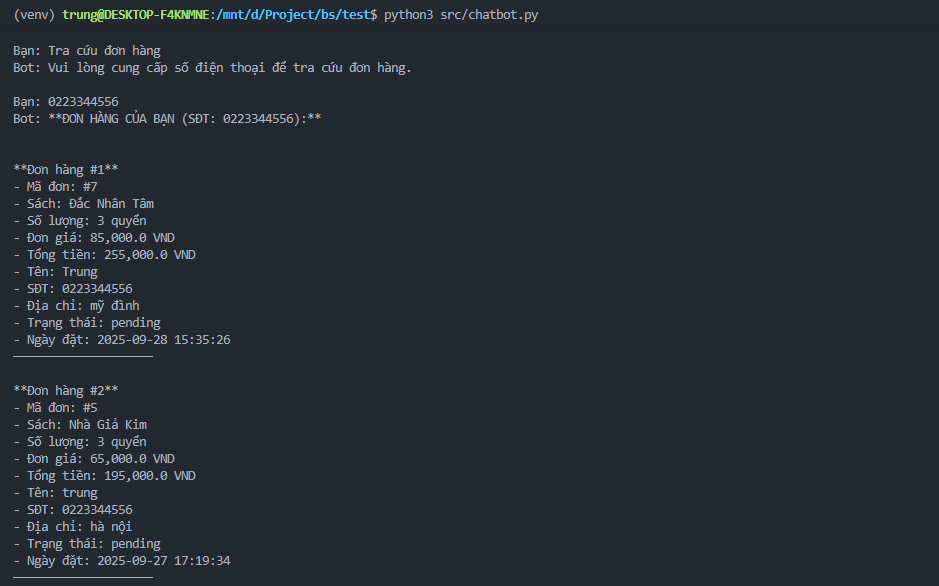 (venv) trung@DESKTOP-F4KNMNE:/mnt/d/Project/bs/test$ python3 src/chatbot.py
Bạn: Tra cứu đơn hàng
Bot: Vui lòng cung cấp số điện thoại để tra cứu đơn hàng.
Bạn: 0223344556
Bot: **ĐƠN HÀNG CỦA BẠN (SĐT: 0223344556):**
**Đơn hàng #1**
- Mã đơn: #7
- Sách: Đắc Nhân Tâm
- Số lượng: 3 quyển
- Đơn giá: 85,000.0 VND
- Tổng tiền: 255,000.0 VND
- Tên: Trung
- SĐT: 0223344556
- Địa chỉ: mỹ đình
- Trạng thái: pending
- Ngày đặt: 2025-09-28 15:35:26
────────────────────
**Đơn hàng #2**
- Mã đơn: #5
- Sách: Nhà Giả Kim
- Số lượng: 3 quyển
- Đơn giá: 65,000.0 VND
- Tổng tiền: 195,000.0 VND
- Tên: trung
- SĐT: 0223344556
- Địa chỉ: hà nội
- Trạng thái: pending
- Ngày đặt: 2025-09-27 17:19:34
────────────────────